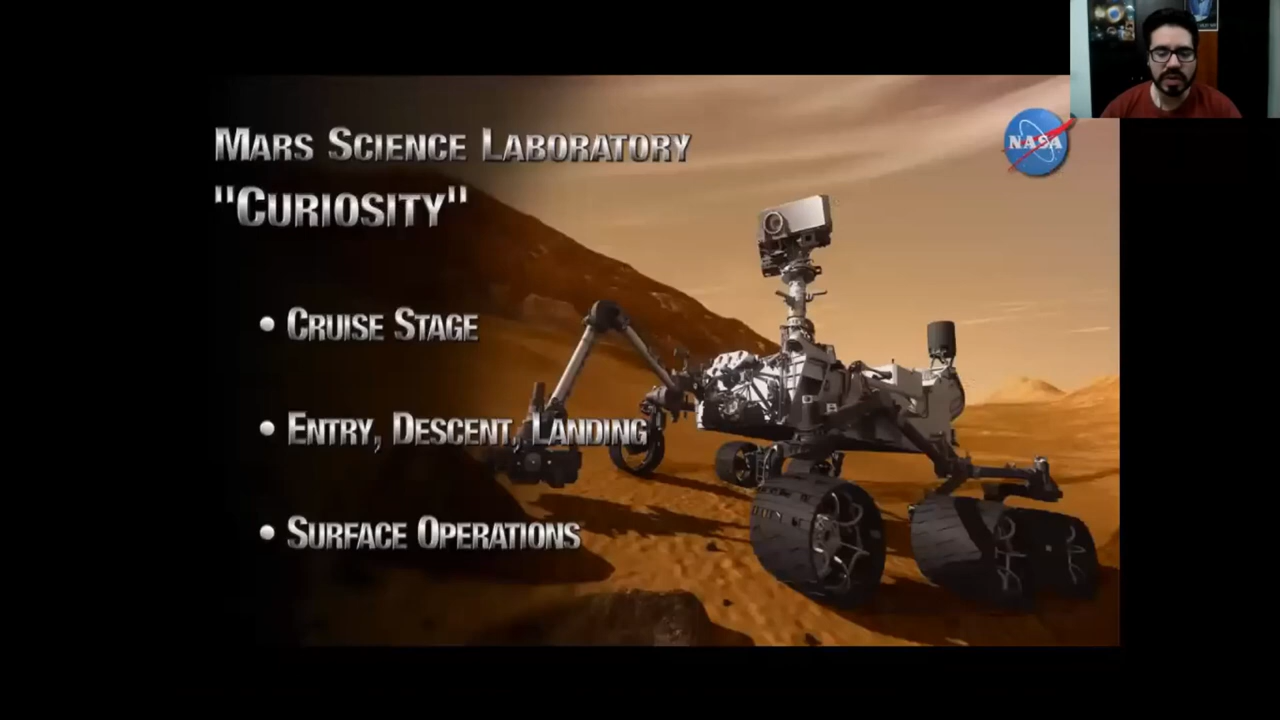 MARS SCIENCE LABORATORY
"CURIOSITY"
• CRUISE STAGE
• ENTRY, DESCENT, LANDING
• SURFACE OPERATIONS
NASA